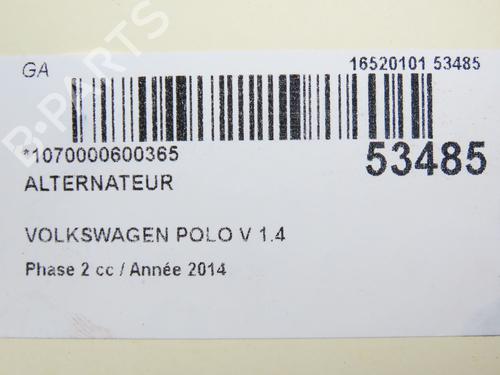 GA
16520101 53485
*1070000600365
53485
ALTERNATEUR
VOLKSWAGEN POLO V 1.4
Phase 2 cc / Année 2014
B-PARTS